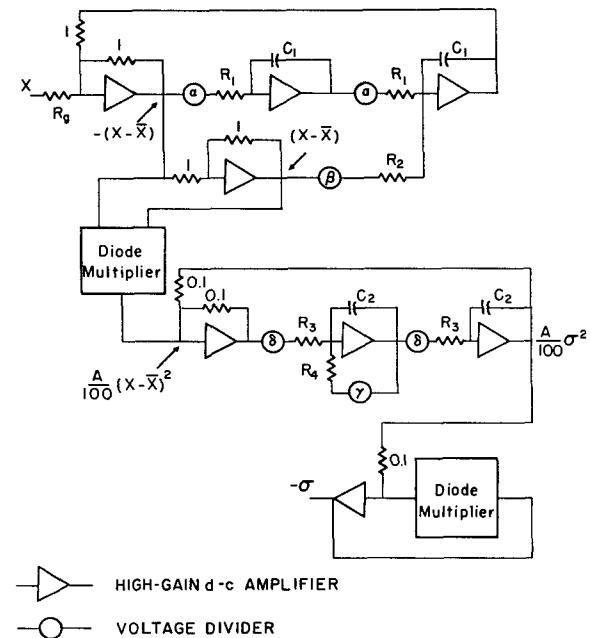 1
1
C₁
C₁
X
R₉
α
R₁
α
R₁
-(X-X̄)
1
(X-X̄)
1
β
R₂
Diode
Multiplier
0.1
0.1
C₂
C₂
δ
R₃
δ
R₃
A/100 σ²
R₄
γ
A/100 (X-X̄)²
0.1
-σ
Diode
Multiplier
HIGH-GAIN d-c AMPLIFIER
VOLTAGE DIVIDER